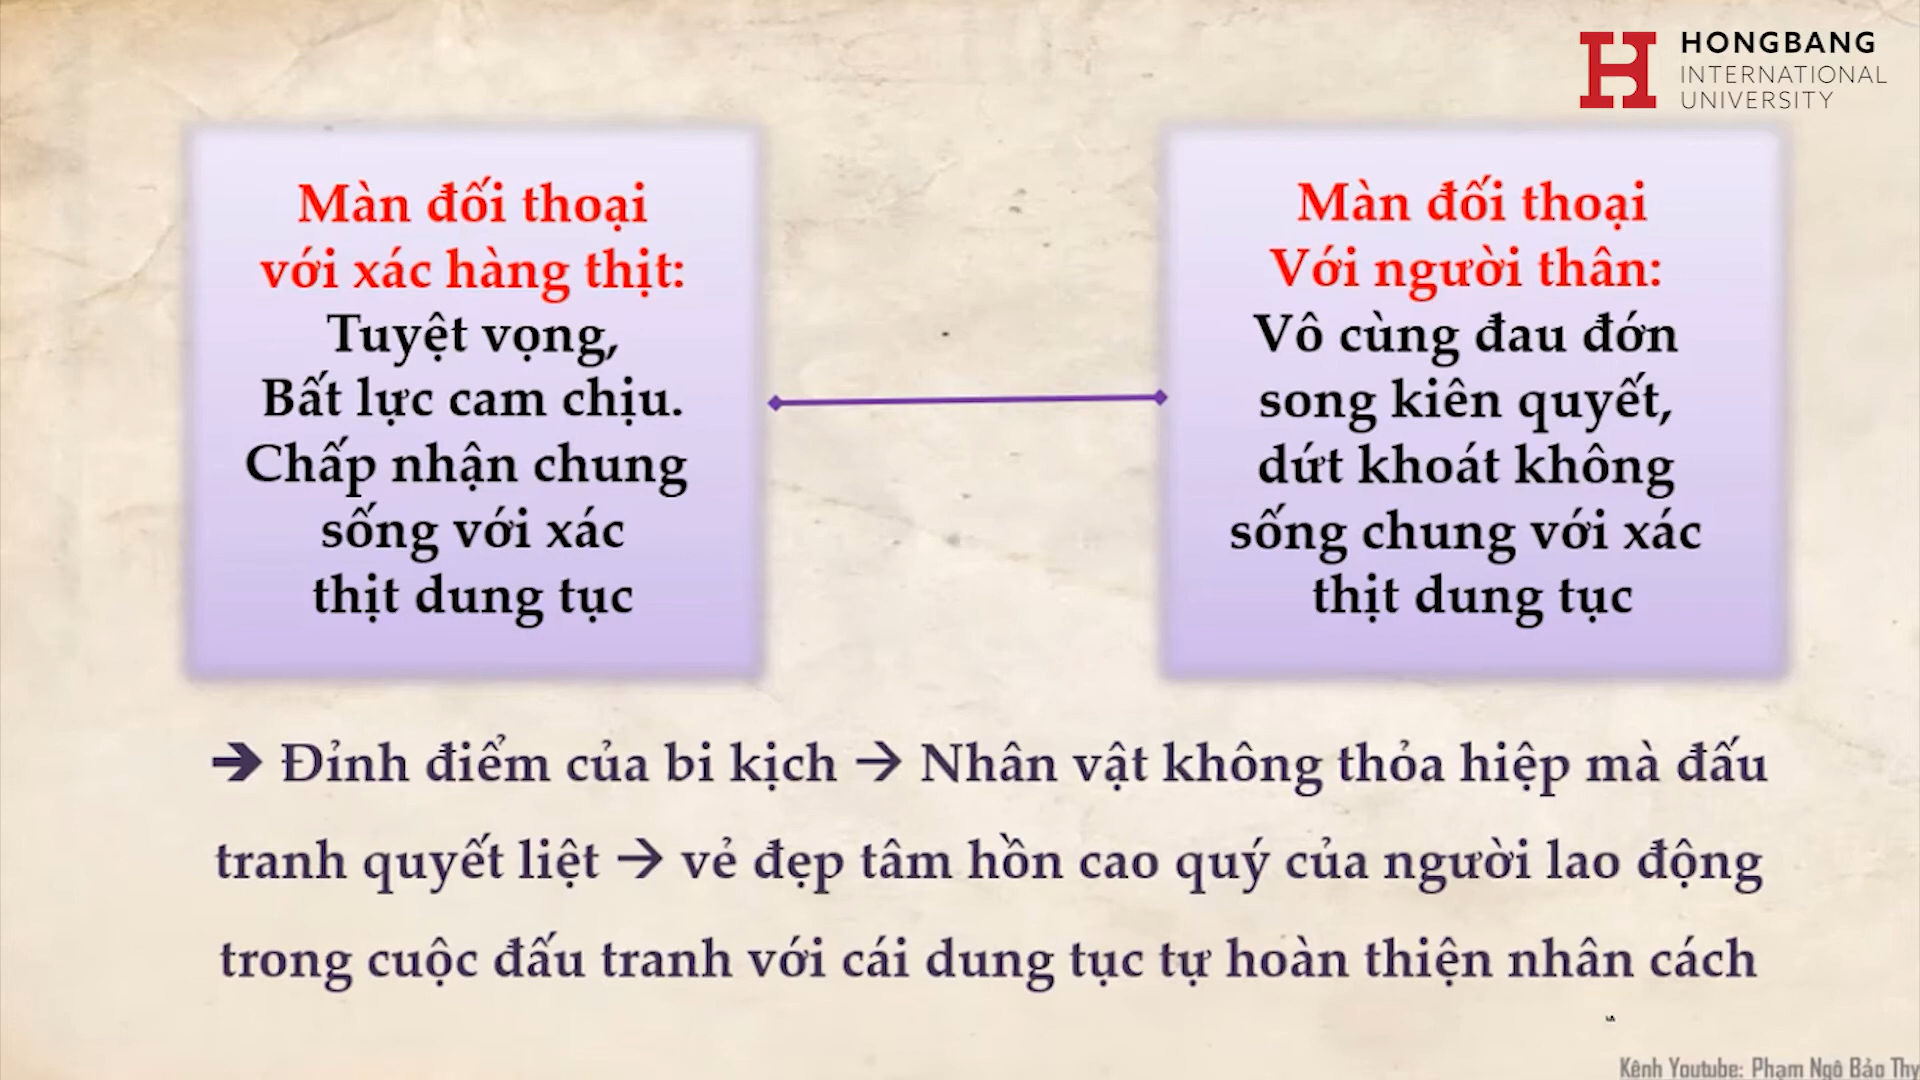 HONGBANG
INTERNATIONAL
UNIVERSITY
Màn đối thoại
với xác hàng thịt:
Tuyệt vọng,
Bất lực cam chịu.
Chấp nhận chung
sống với xác
thịt dung tục
Màn đối thoại
Với người thân:
Vô cùng đau đớn
song kiên quyết,
dứt khoát không
sống chung với xác
thịt dung tục
➔ Đỉnh điểm của bi kịch → Nhân vật không thỏa hiệp mà đấu
tranh quyết liệt → vẻ đẹp tâm hồn cao quý của người lao động
trong cuộc đấu tranh với cái dung tục tự hoàn thiện nhân cách
Kênh Youtube: Phạm Ngô Bảo Thy